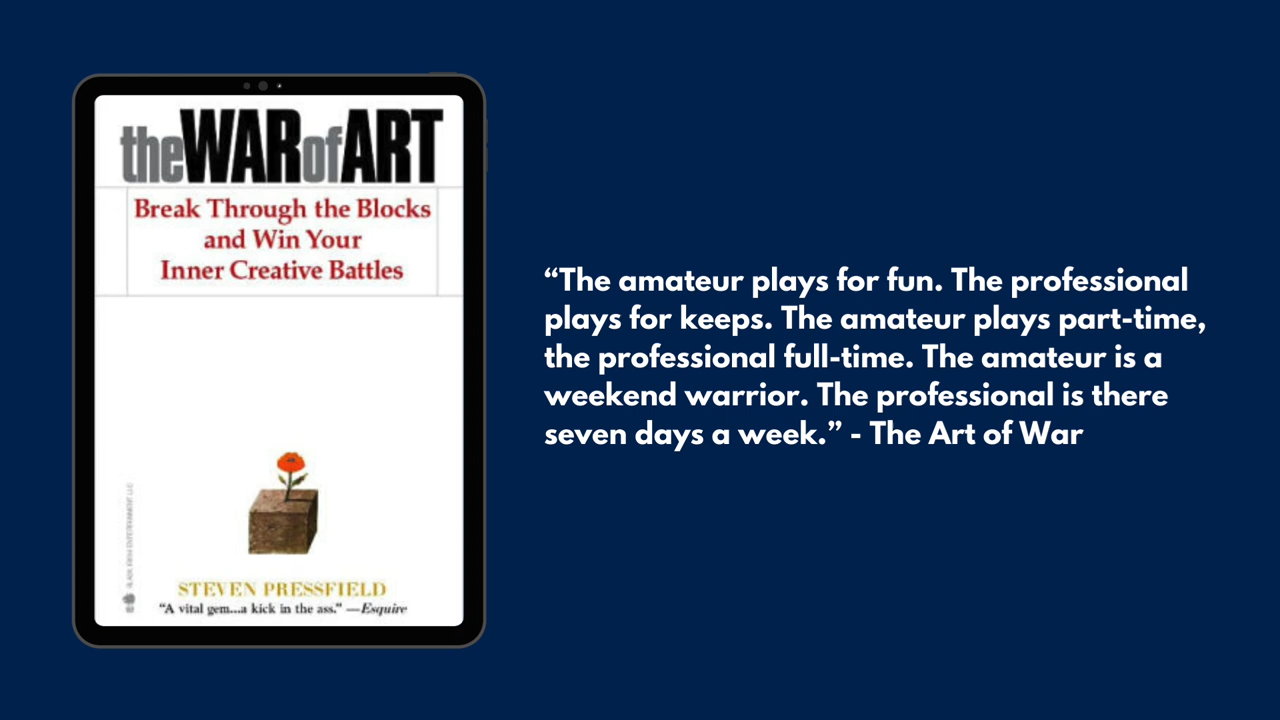 theWARofART
Break Through the Blocks
and Win Your
Inner Creative Battles
STEVEN PRESSFIELD
“A vital gem...a kick in the ass.” —Esquire
“The amateur plays for fun. The professional
plays for keeps. The amateur plays part-time,
the professional full-time. The amateur is a
weekend warrior. The professional is there
seven days a week.” - The Art of War